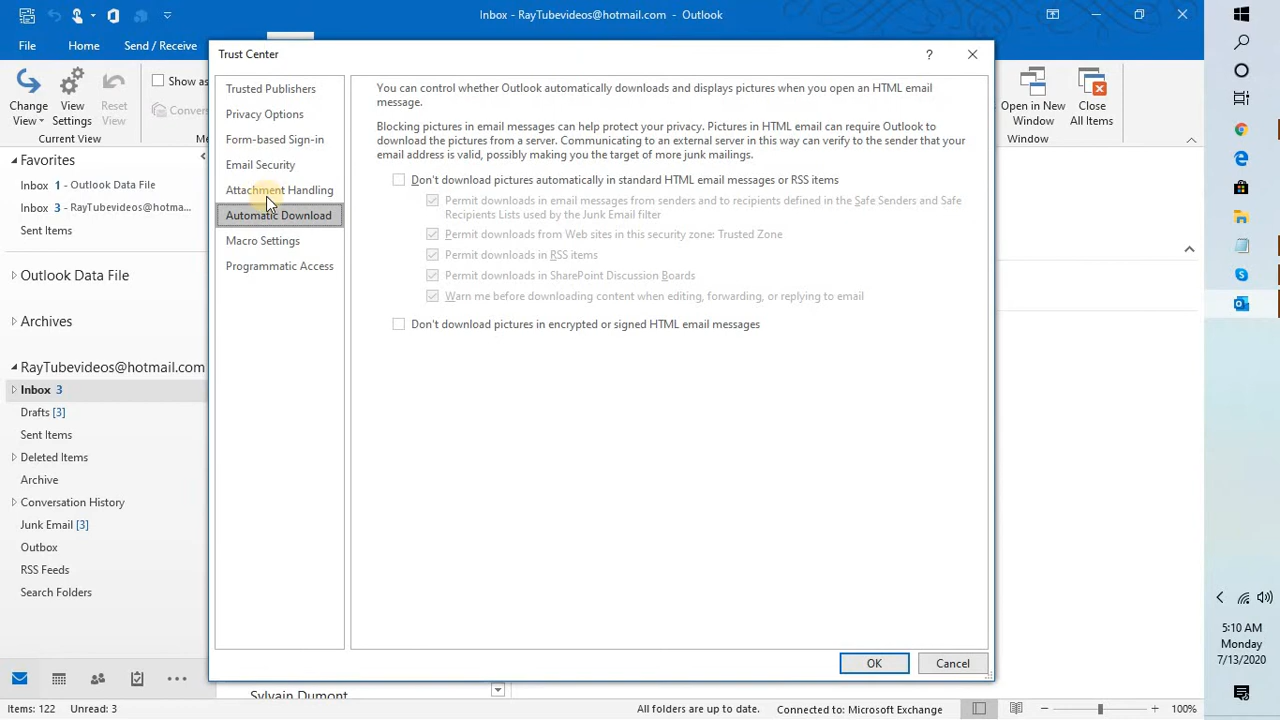 Inbox - RayTubevideos@hotmail.com - Outlook
File
Home
Send / Receive
Trust Center
?
Change
View
View
Settings
Reset
View
Show as
Convers
Current View
Open in New
Window
Close
All Items
Window
Favorites
Inbox 1 - Outlook Data File
Inbox 3 - RayTubevideos@hotma...
Sent Items
Outlook Data File
Archives
RayTubevideos@hotmail.com
Inbox 3
Drafts [3]
Sent Items
Deleted Items
Archive
Conversation History
Junk Email [3]
Outbox
RSS Feeds
Search Folders
Trusted Publishers
Privacy Options
Form-based Sign-in
Email Security
Attachment Handling
Automatic Download
Macro Settings
Programmatic Access
You can control whether Outlook automatically downloads and displays pictures when you open an HTML email
message.
Blocking pictures in email messages can help protect your privacy. Pictures in HTML email can require Outlook to
download the pictures from a server. Communicating to an external server in this way can verify to the sender that your
email address is valid, possibly making you the target of more junk mailings.
Don't download pictures automatically in standard HTML email messages or RSS items
Permit downloads in email messages from senders and to recipients defined in the Safe Senders and Safe
Recipients Lists used by the Junk Email filter
Permit downloads from Web sites in this security zone: Trusted Zone
Permit downloads in RSS items
Permit downloads in SharePoint Discussion Boards
Warn me before downloading content when editing, forwarding, or replying to email
Don't download pictures in encrypted or signed HTML email messages
OK
Cancel
Sylvain Dumont
Items: 122
Unread: 3
All folders are up to date.
Connected to: Microsoft Exchange
100%
5:10 AM
Monday
7/13/2020